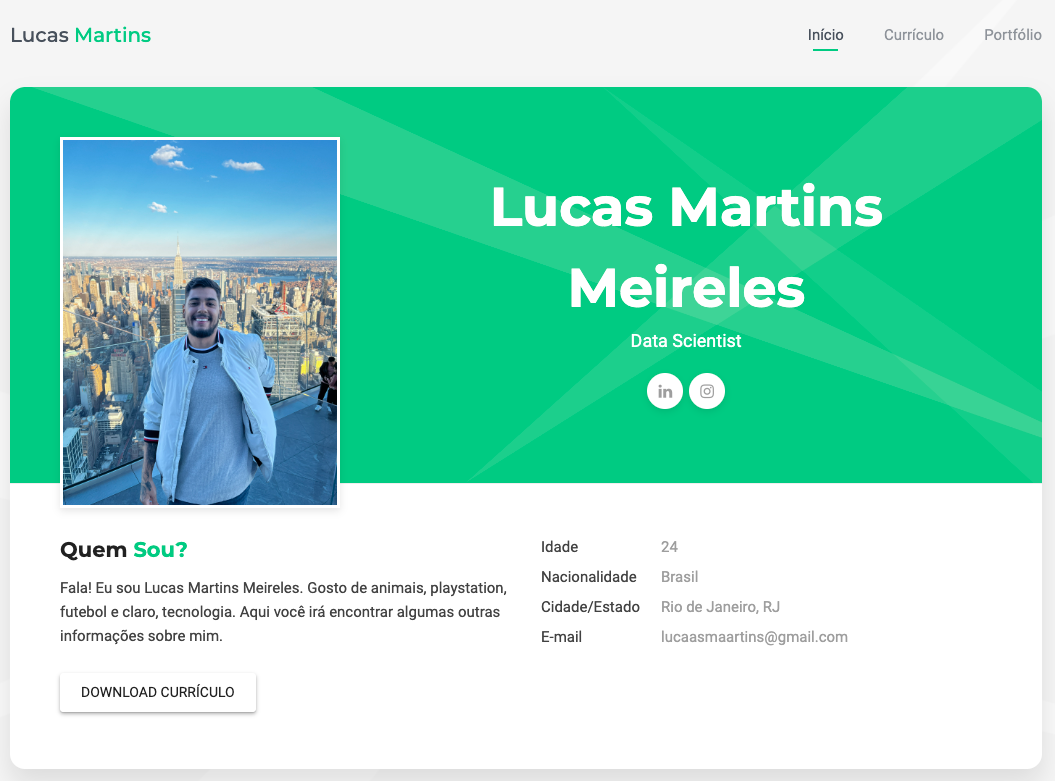 Lucas Martins
Início Currículo Portfólio
Lucas Martins
Meireles
Data Scientist
in
Quem Sou?
Fala! Eu sou Lucas Martins Meireles. Gosto de animais, playstation,
futebol e claro, tecnologia. Aqui você irá encontrar algumas outras
informações sobre mim.
DOWNLOAD CURRÍCULO
Idade 24
Nacionalidade Brasil
Cidade/Estado Rio de Janeiro, RJ
E-mail lucaasmaartins@gmail.com